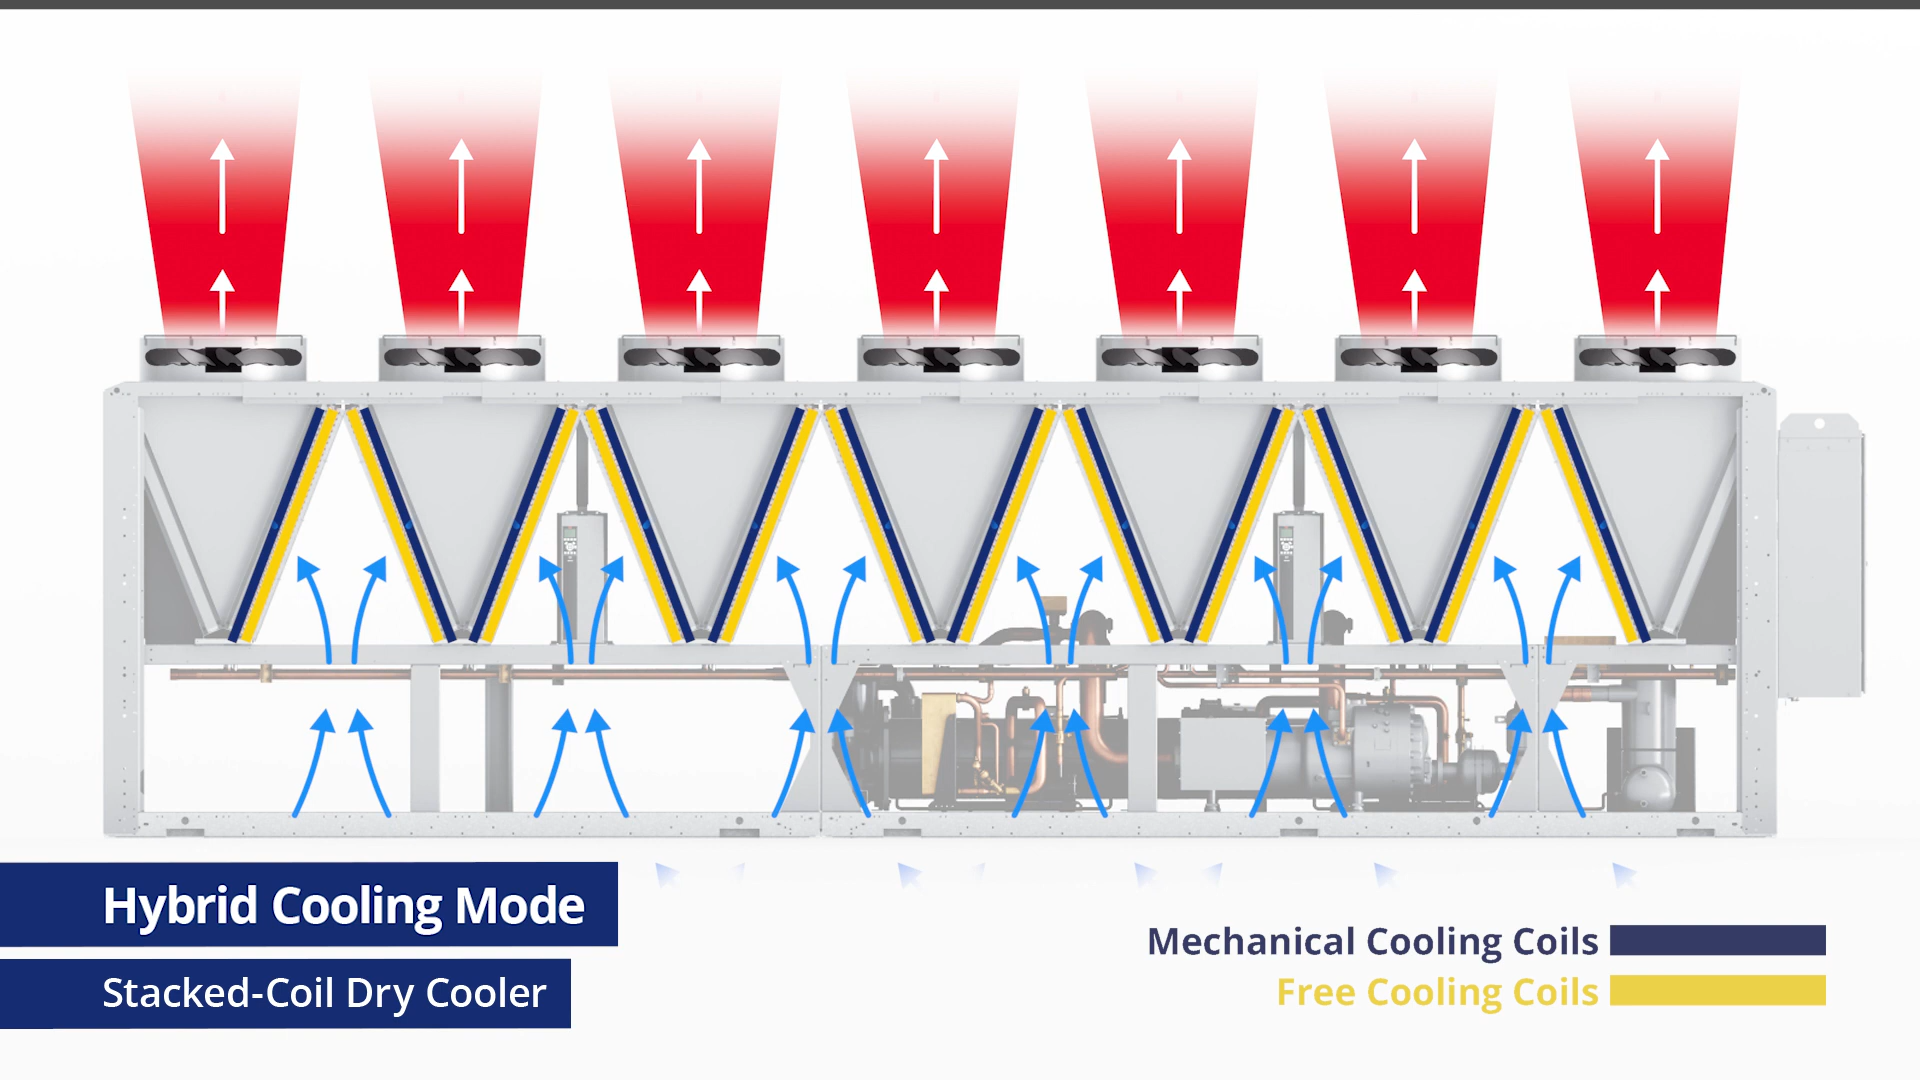 Hybrid Cooling Mode
Stacked-Coil Dry Cooler
Mechanical Cooling Coils
Free Cooling Coils